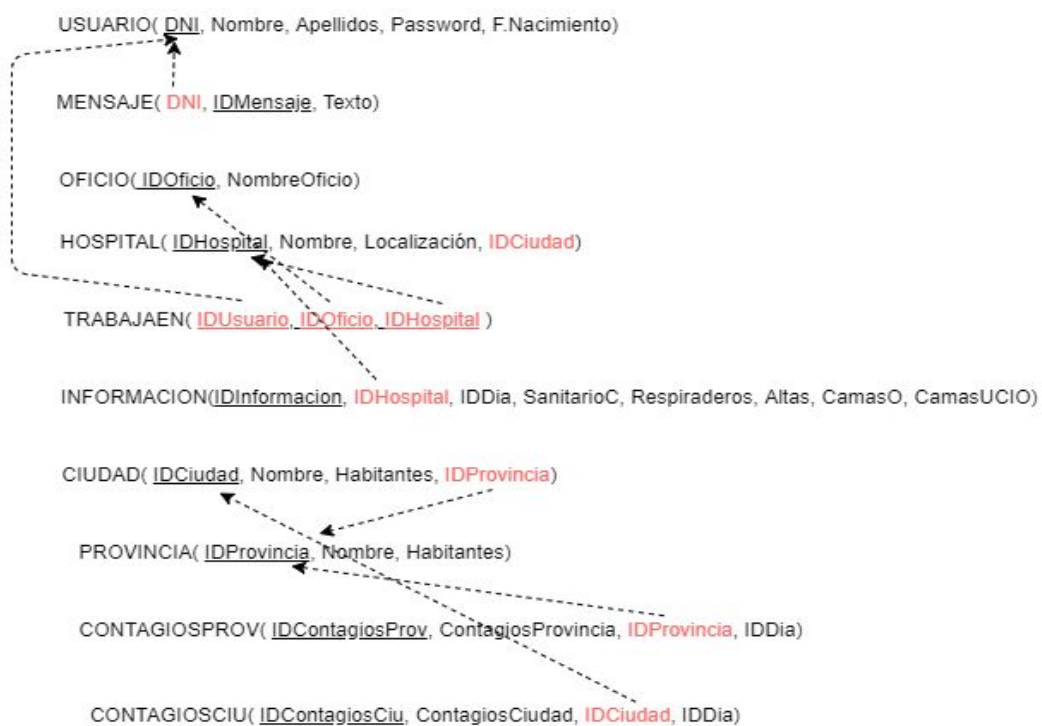 USUARIO( DNI, Nombre, Apellidos, Password, F.Nacimiento)
MENSAJE( DNI, IDMensaje, Texto)
OFICIO( IDOficio, NombreOficio)
HOSPITAL( IDHospital, Nombre, Localización, IDCiudad)
TRABAJAEN( IDUsuario, IDOficio, IDHospital )
INFORMACION(IDInformacion, IDHospital, IDDia, SanitarioC, Respiraderos, Altas, CamasO, CamasUCIO)
CIUDAD( IDCiudad, Nombre, Habitantes, IDProvincia)
PROVINCIA( IDProvincia, Nombre, Habitantes)
CONTAGIOSPROV( IDContagiosProv, ContagiosProvincia, IDProvincia, IDDia)
CONTAGIOSCIU( IDContagiosCiu, ContagiosCiudad, IDCiudad, IDDia)